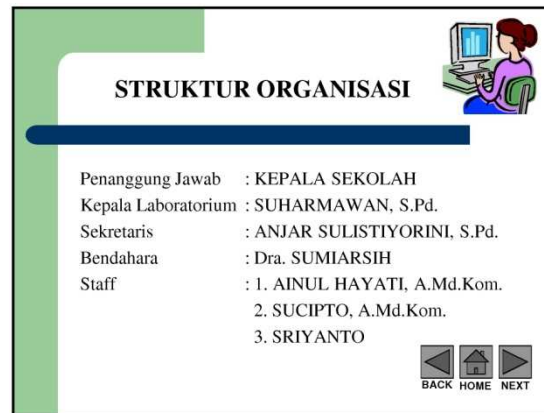 STRUKTUR ORGANISASI
Penanggung Jawab : KEPALA SEKOLAH
Kepala Laboratorium : SUHARMAWAN, S.Pd.
Sekretaris : ANJAR SULISTIYORINI, S.Pd.
Bendahara : Dra. SUMIARSIH
Staff : 1. AINUL HAYATI, A.Md.Kom.
2. SUCIPTO, A.Md.Kom.
3. SRIYANTO
BACK HOME NEXT